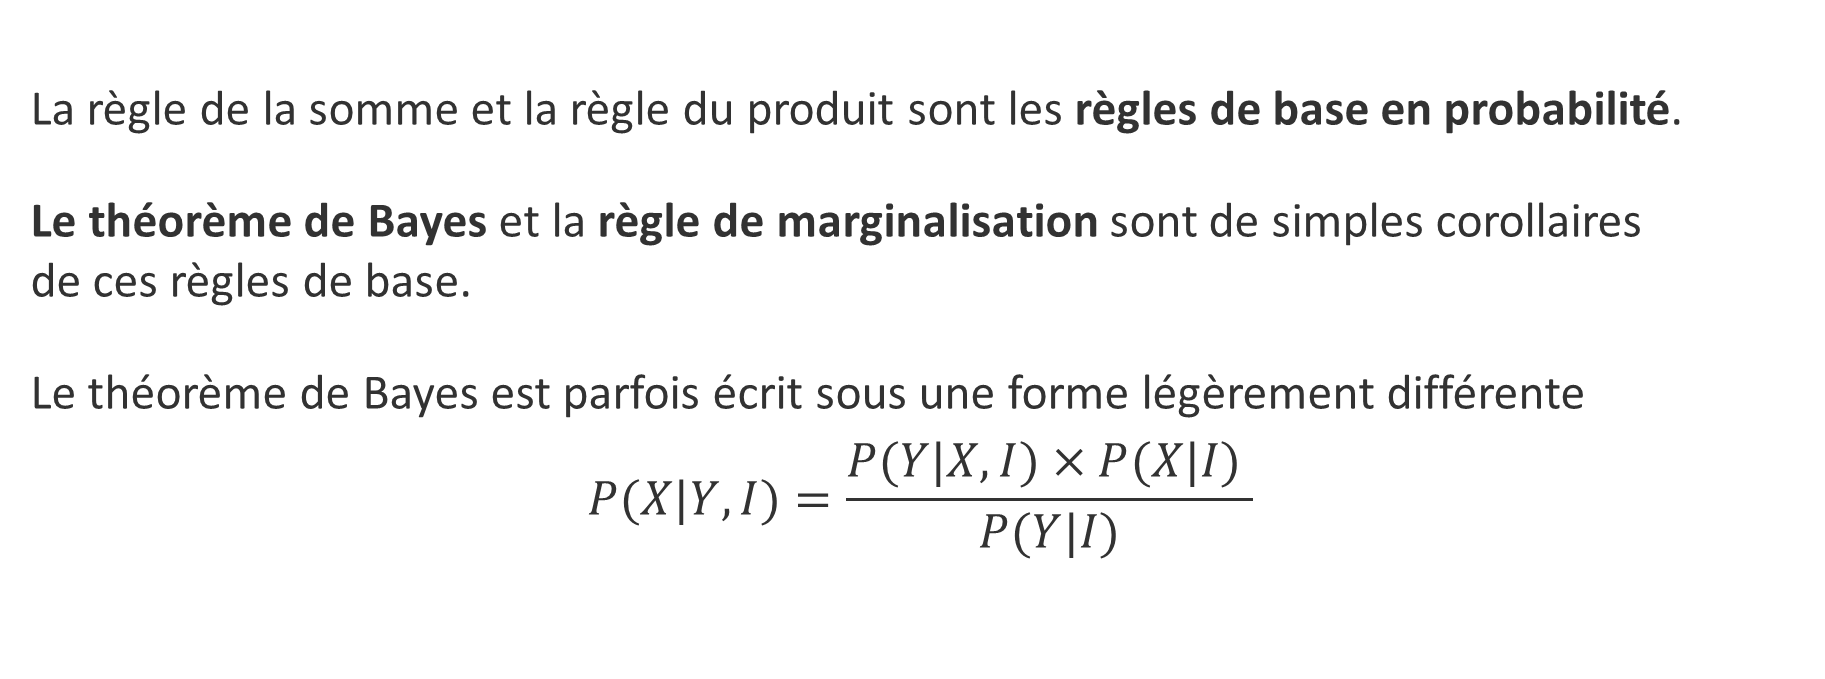 La règle de la somme et la règle du produit sont les règles de base en probabilité.
Le théorème de Bayes et la règle de marginalisation sont de simples corollaires
de ces règles de base.
Le théorème de Bayes est parfois écrit sous une forme légèrement différente
P(X|Y, I) = P(Y|X, I) × P(X|I) / P(Y|I)